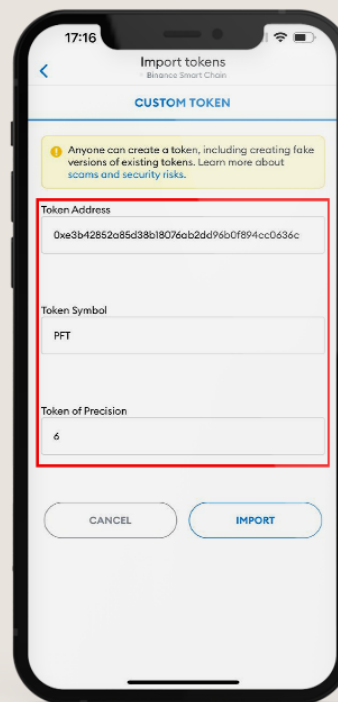 17:16
Import tokens
Binance Smart Chain
CUSTOM TOKEN
Anyone can create a token, including creating fake
versions of existing tokens. Learn more about
scams and security risks.
Token Address
0xe3b42852a85d38b18076ab2dd96b0f894cc0636c
Token Symbol
PFT
Token of Precision
6
CANCEL
IMPORT